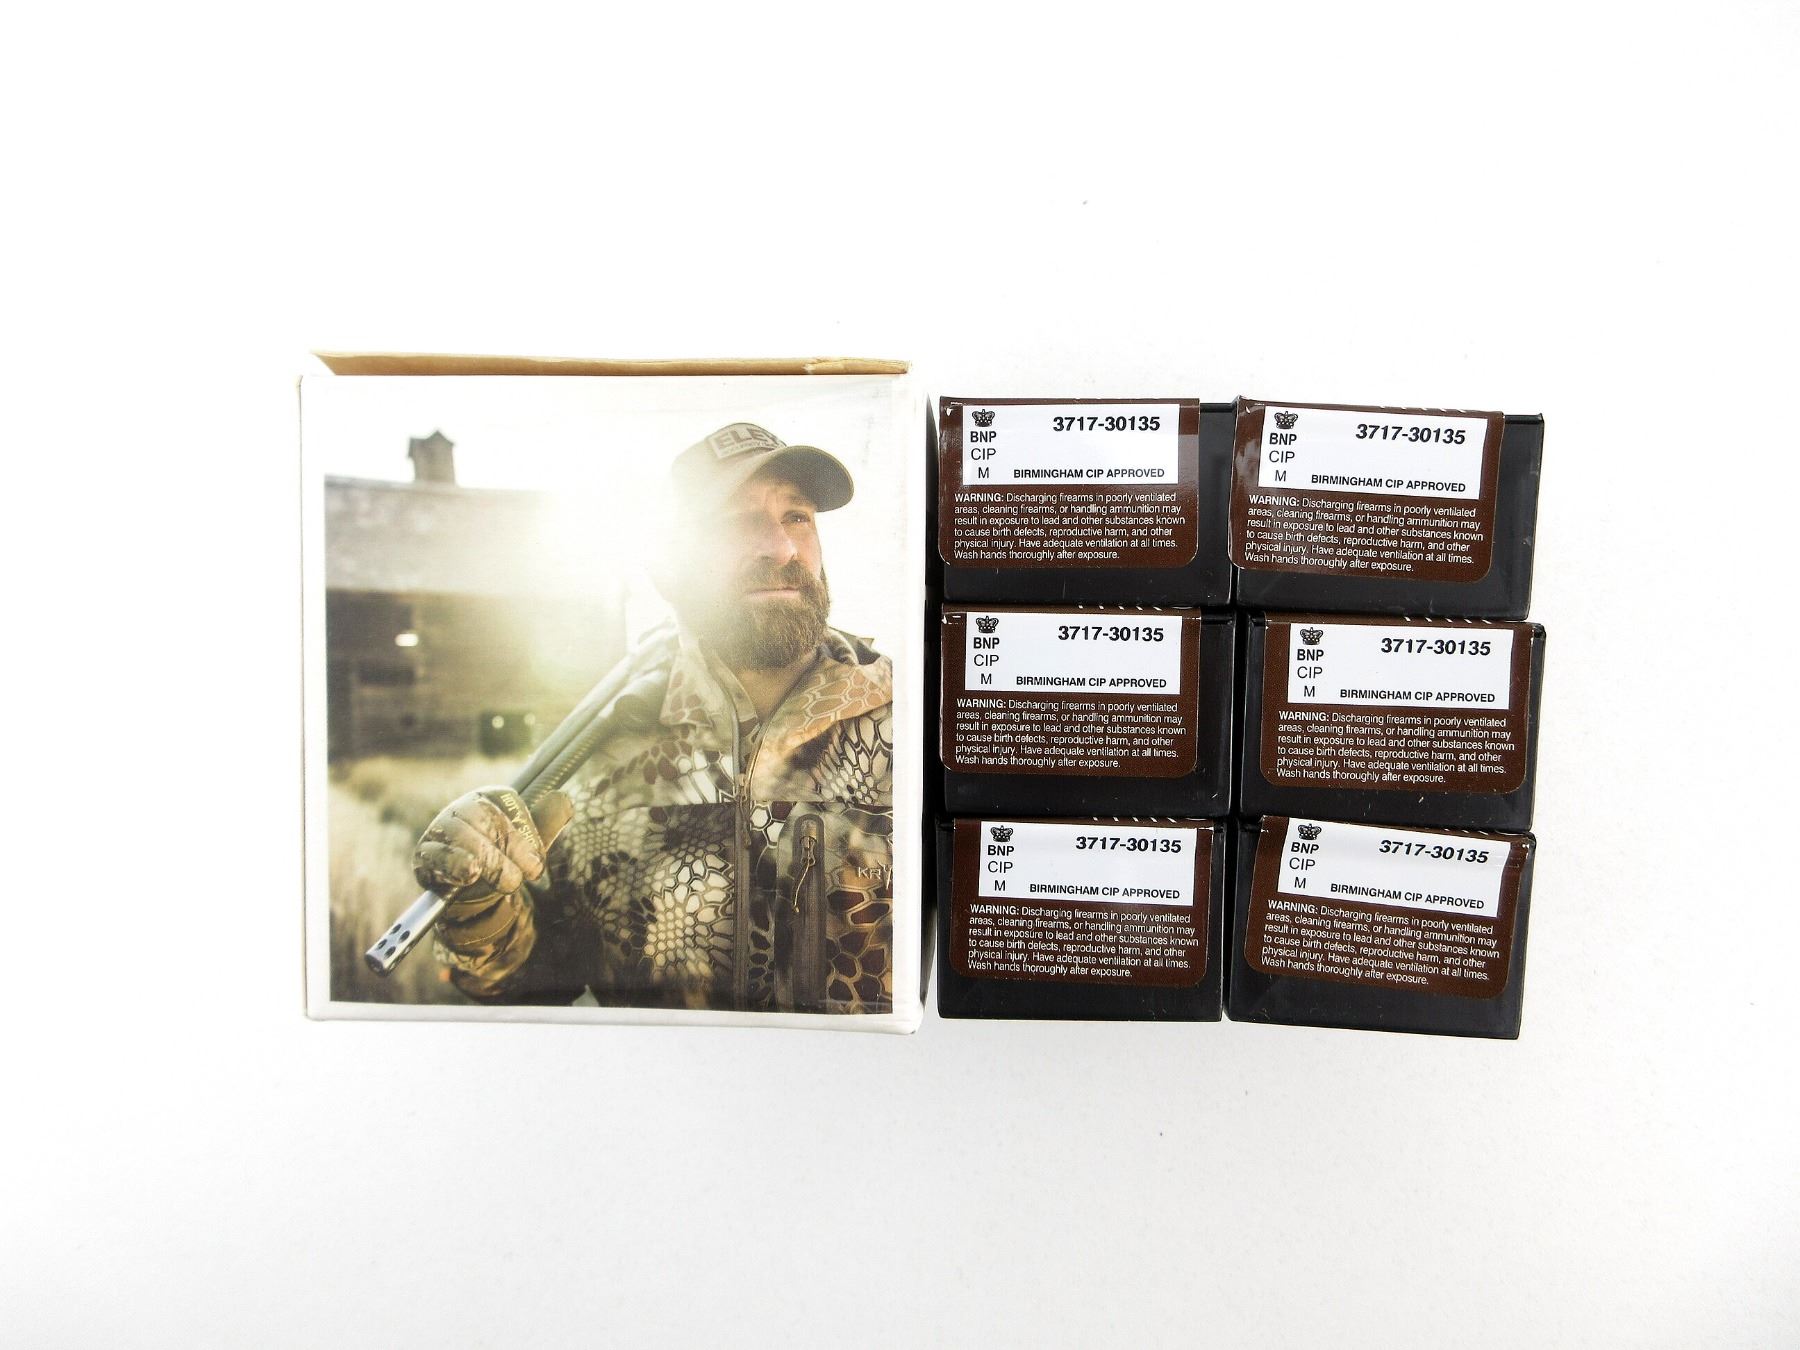 ELEY
HOT SHOT
KRY
BNP
CIP
M
3717-30135
BIRMINGHAM CIP APPROVED
WARNING: Discharging firearms in poorly ventilated
areas, cleaning firearms, or handling ammunition may
result in exposure to lead and other substances known
to cause birth defects, reproductive harm, and other
physical injury. Have adequate ventilation at all times.
Wash hands thoroughly after exposure.
BNP
CIP
M
3717-30135
BIRMINGHAM CIP APPROVED
WARNING: Discharging firearms in poorly ventilated
areas, cleaning firearms, or handling ammunition may
result in exposure to lead and other substances known
to cause birth defects, reproductive harm, and other
physical injury. Have adequate ventilation at all times.
Wash hands thoroughly after exposure.
BNP
CIP
M
3717-30135
BIRMINGHAM CIP APPROVED
WARNING: Discharging firearms in poorly ventilated
areas, cleaning firearms, or handling ammunition may
result in exposure to lead and other substances known
to cause birth defects, reproductive harm, and other
physical injury. Have adequate ventilation at all times.
Wash hands thoroughly after exposure.
BNP
CIP
M
3717-30135
BIRMINGHAM CIP APPROVED
WARNING: Discharging firearms in poorly ventilated
areas, cleaning firearms, or handling ammunition may
result in exposure to lead and other substances known
to cause birth defects, reproductive harm, and other
physical injury. Have adequate ventilation at all times.
Wash hands thoroughly after exposure.
BNP
CIP
M
3717-30135
BIRMINGHAM CIP APPROVED
WARNING: Discharging firearms in poorly ventilated
areas, cleaning firearms, or handling ammunition may
result in exposure to lead and other substances known
to cause birth defects, reproductive harm, and other
physical injury. Have adequate ventilation at all times.
Wash hands thoroughly after exposure.
BNP
CIP
M
3717-30135
BIRMINGHAM CIP APPROVED
WARNING: Discharging firearms in poorly ventilated
areas, cleaning firearms, or handling ammunition may
result in exposure to lead and other substances known
to cause birth defects, reproductive harm, and other
physical injury. Have adequate ventilation at all times.
Wash hands thoroughly after exposure.